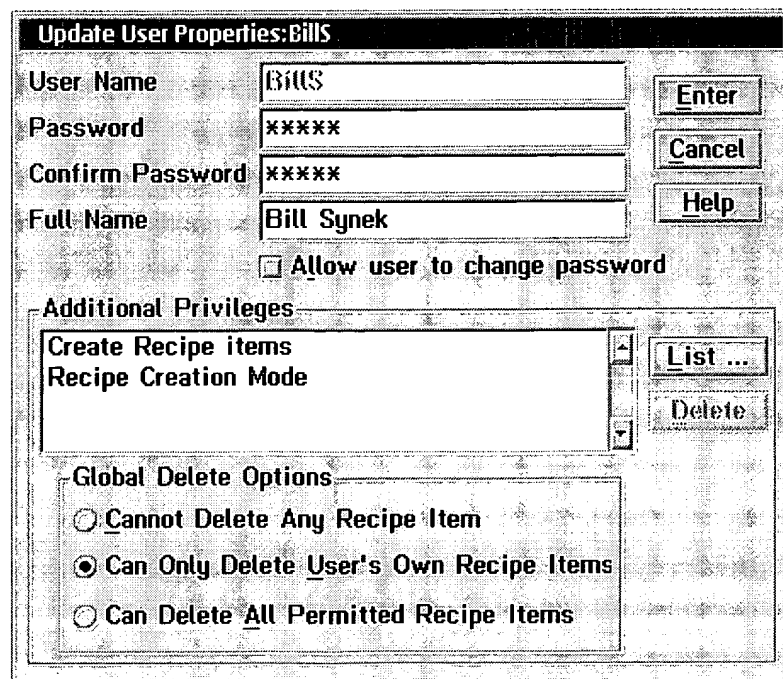 Update User Properties:BillS
User Name BillS
Enter
Password *****
Cancel
Confirm Password *****
Help
Full Name Bill Synek
Allow user to change password
Additional Privileges
Create Recipe items
Recipe Creation Mode
List ...
Delete
Global Delete Options
Cannot Delete Any Recipe Item
Can Only Delete User's Own Recipe Items
Can Delete All Permitted Recipe Items